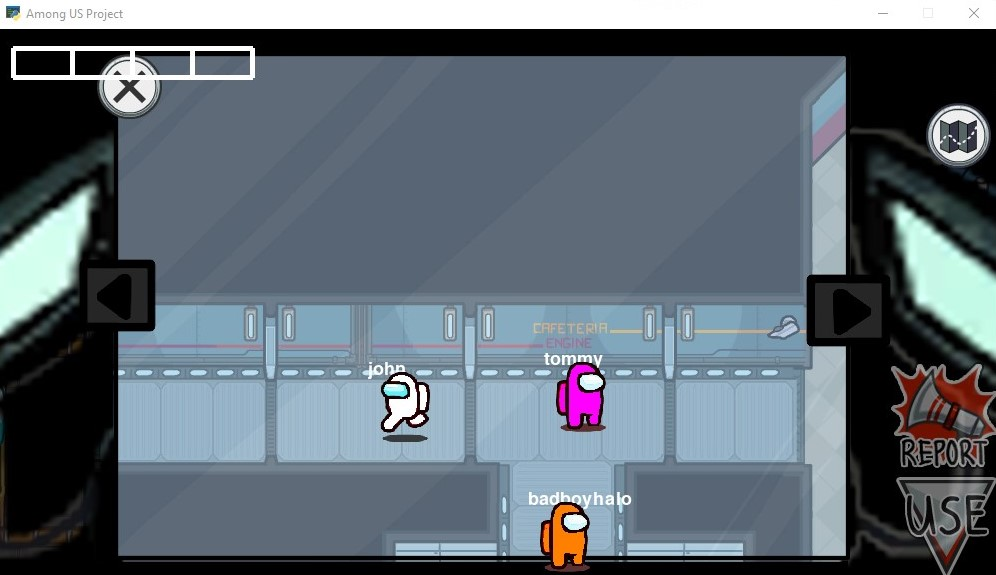 Among US Project
CAFETERIA
ENGINE
tommy
john
REPORT
USE
badboyhalo